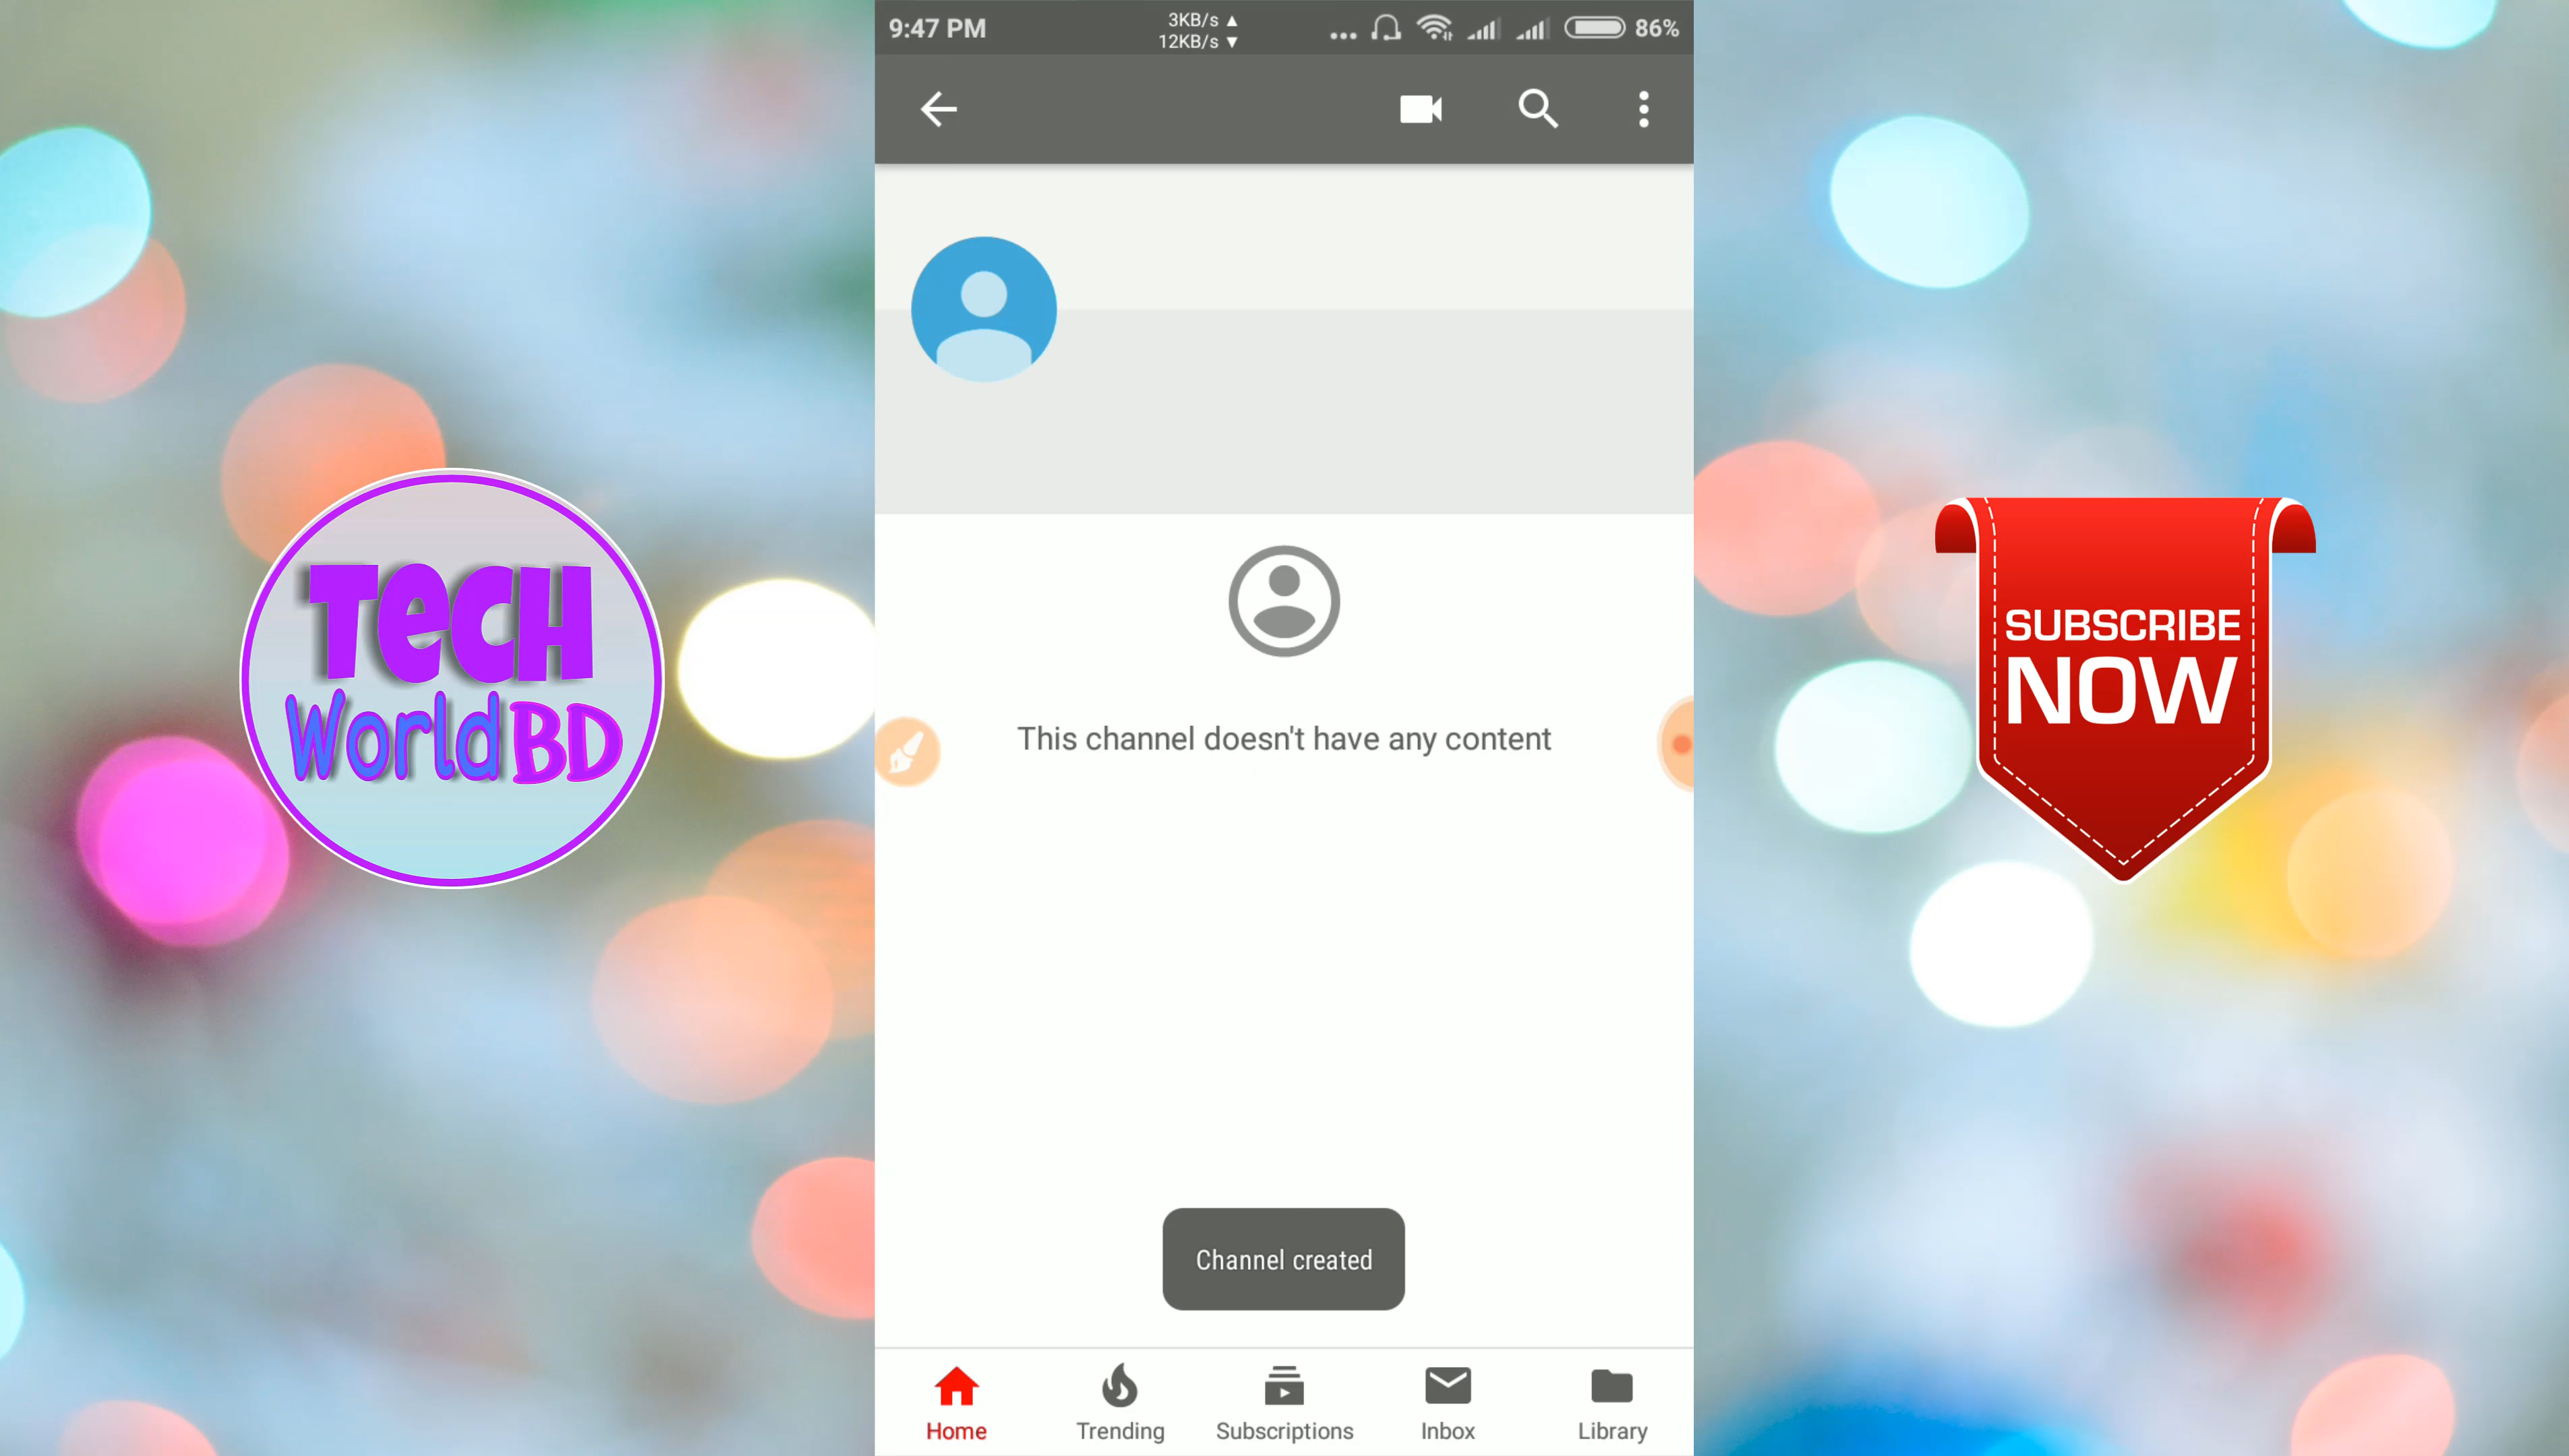 9:47 PM
3KB/s ▲
12KB/s ▼
86%
TecH
World BD
SUBSCRIBE
NOW
This channel doesn't have any content
Channel created
Home
Trending
Subscriptions
Inbox
Library